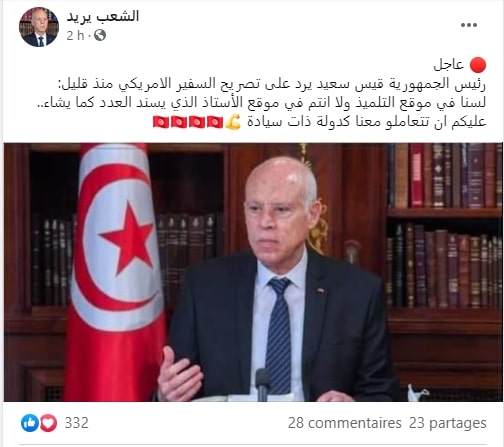 الشعب يريد
2 h ·
🔴 عاجل
رئيس الجمهورية قيس سعيد يرد على تصريح السفير الامريكي منذ قليل:
لسنا في موقع التلميذ ولا انتم في موقع الأستاذ الذي يسند العدد كما يشاء..
عليكم ان تتعاملو معنا كدولة ذات سيادة 💪🇹🇳🇹🇳🇹🇳🇹🇳
332
28 commentaires 23 partages